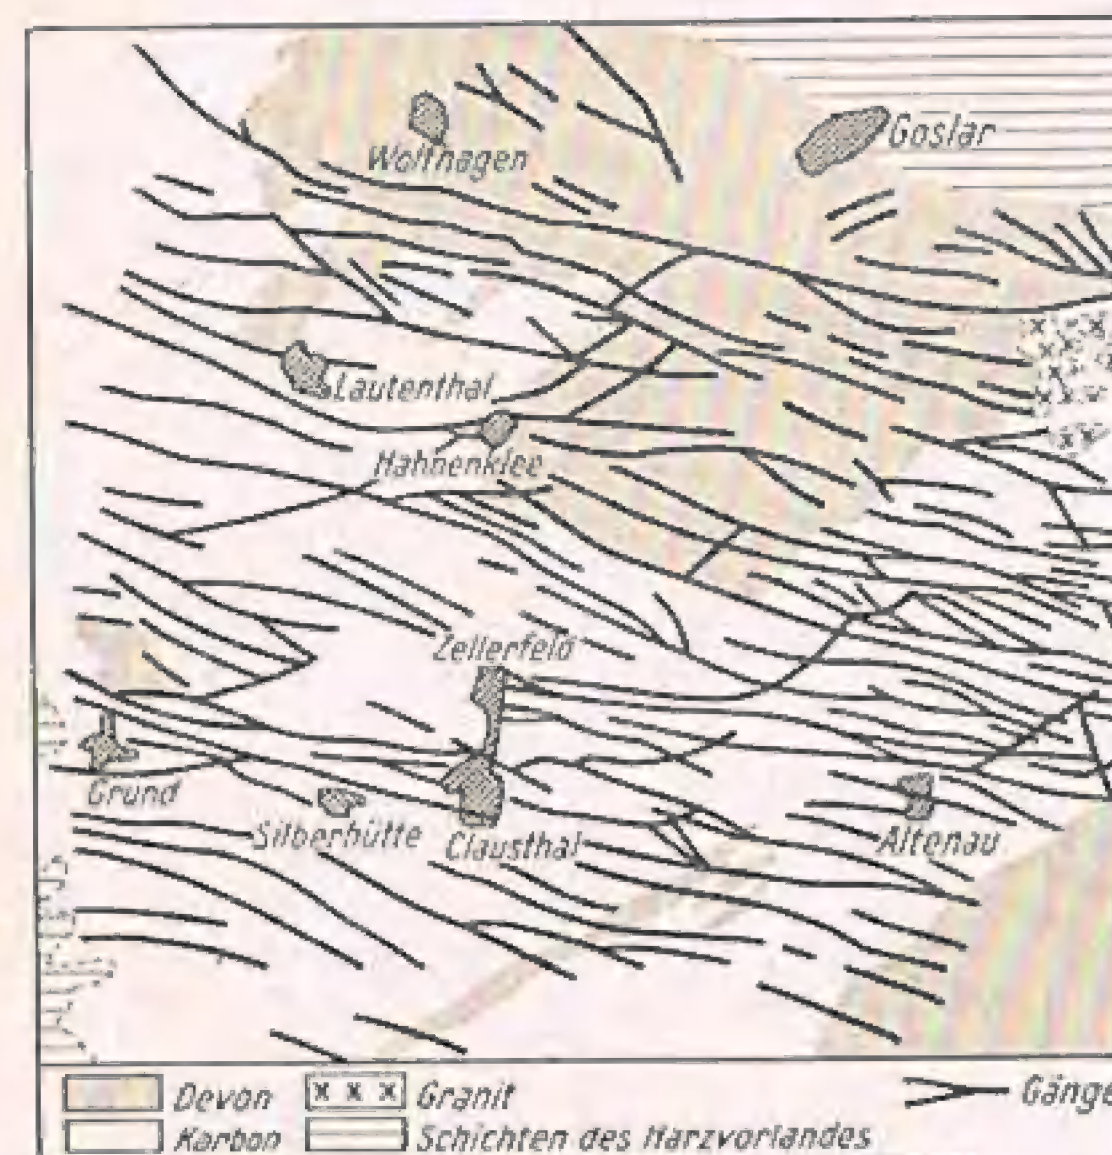 Goslar
Wolfhagen
Lautenthal
Hahnenklee
Zellerfeld
Grund
Silberhütte
Clausthal
Altenau
Devon
Granit
Gänge
Karbon
Schichten des Harzvorlandes